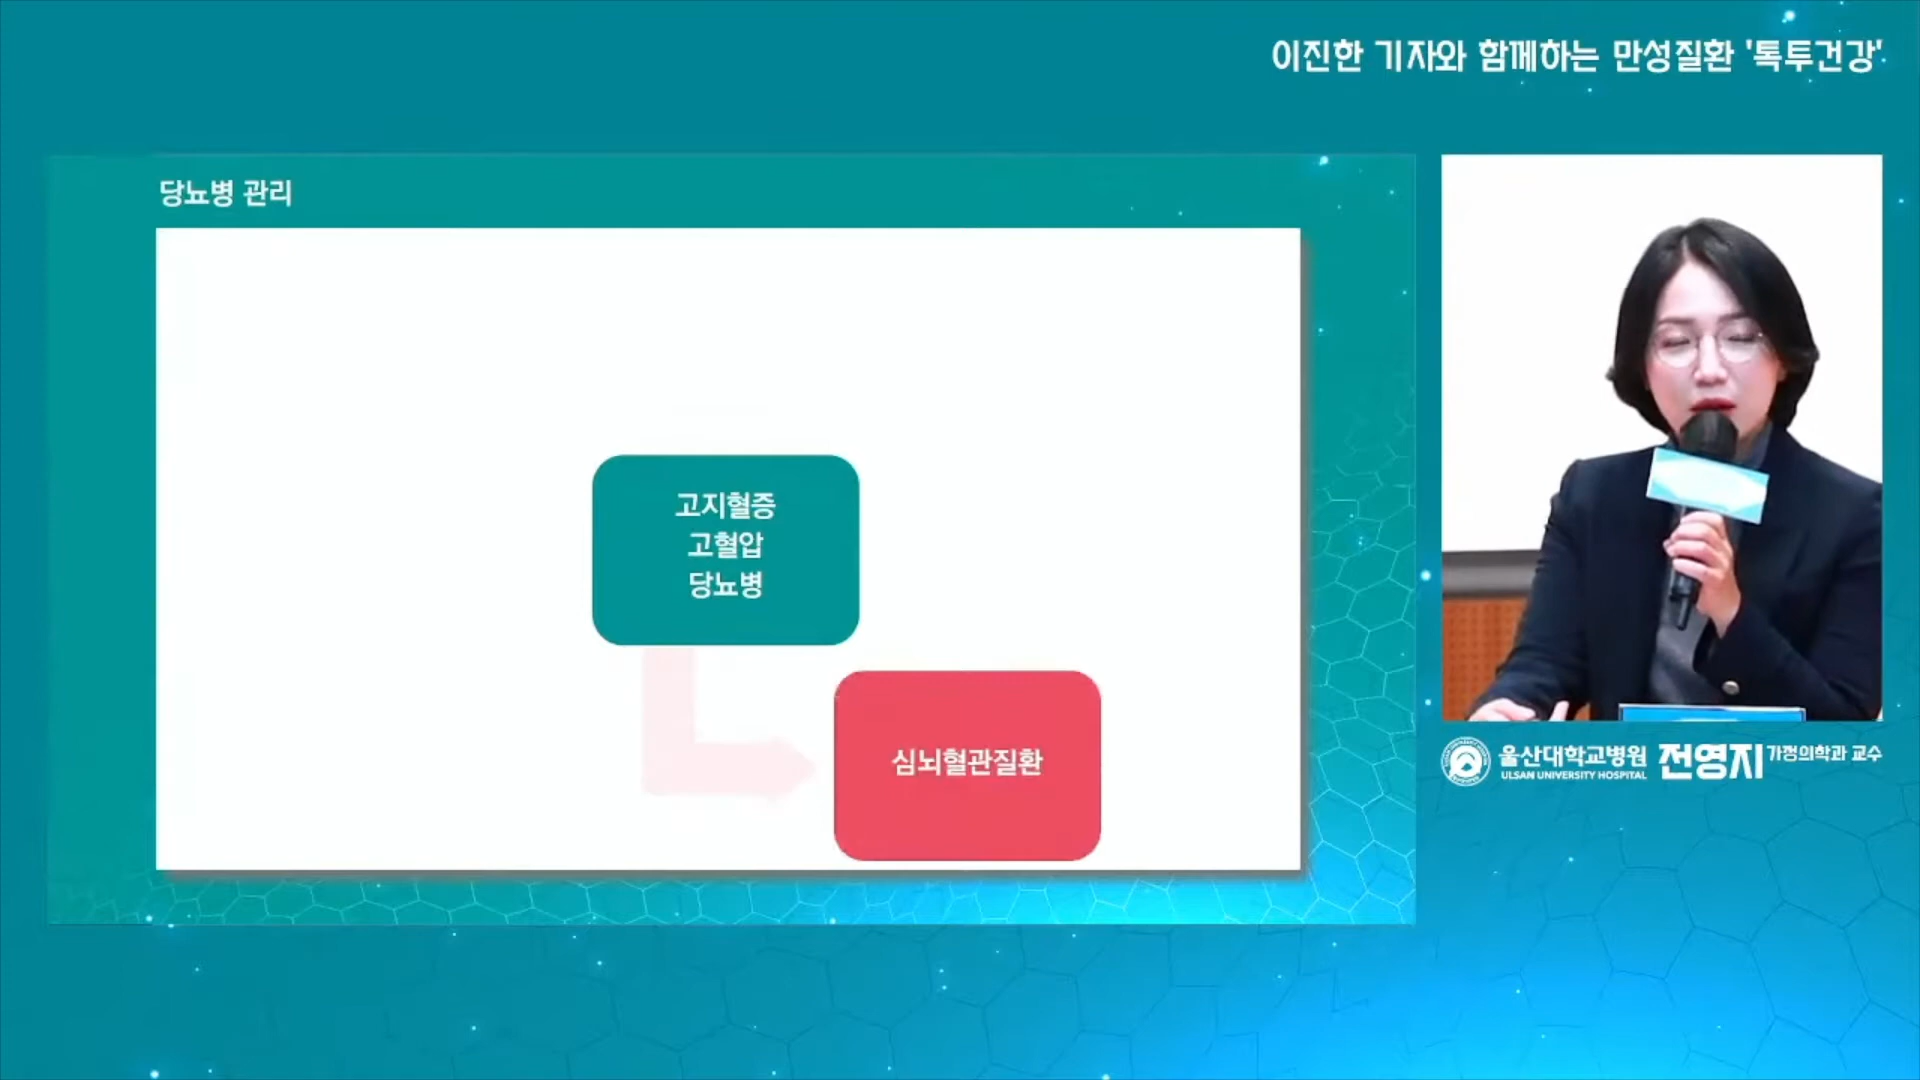 이진한 기자와 함께하는 만성질환 '톡투건강'
당뇨병 관리
고지혈증
고혈압
당뇨병
심뇌혈관질환
울산대학교병원
ULSAN UNIVERSITY HOSPITAL
전영지 가정의학과 교수